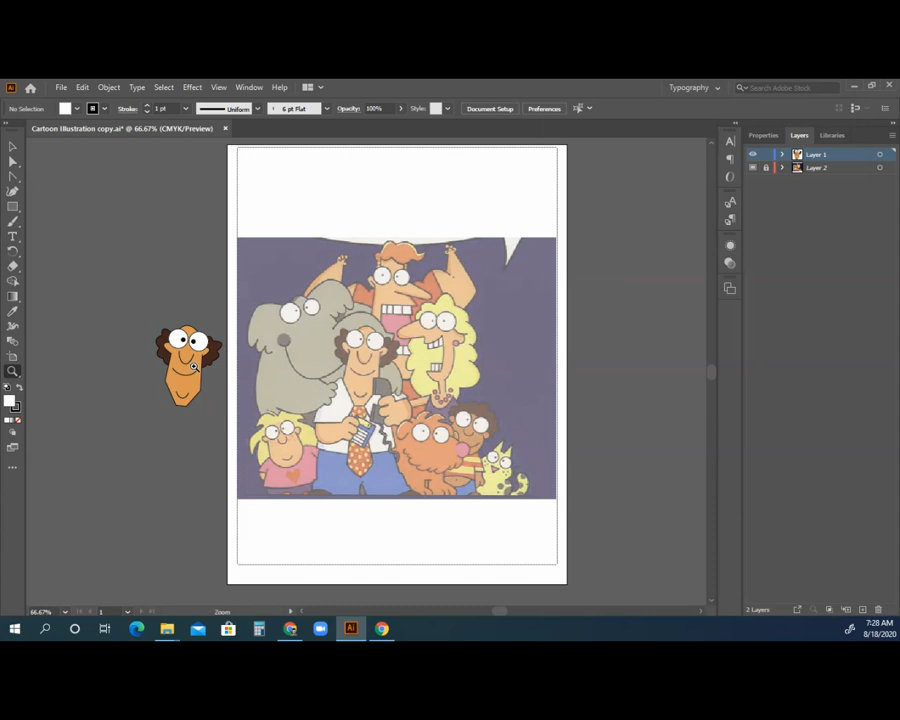 Ai File Edit Object Type Select Effect View Window Help Typography Search Adobe Stock
No Selection Stroke: 1 pt Uniform 6 pt Flat Opacity: 100% Style: Document Setup Preferences
Cartoon Illustration copy.ai* @ 66.67% (CMYK/Preview)
Properties Layers Libraries
Layer 1
Layer 2
66.67% 1 Zoom 2 Layers
7:28 AM
8/18/2020